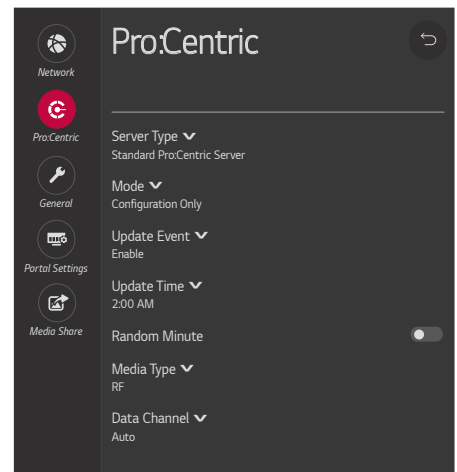 Pro:Centric
Network
Pro:Centric
General
Portal Settings
Media Share
Server Type
Standard Pro:Centric Server
Mode
Configuration Only
Update Event
Enable
Update Time
2:00 AM
Random Minute
Media Type
RF
Data Channel
Auto